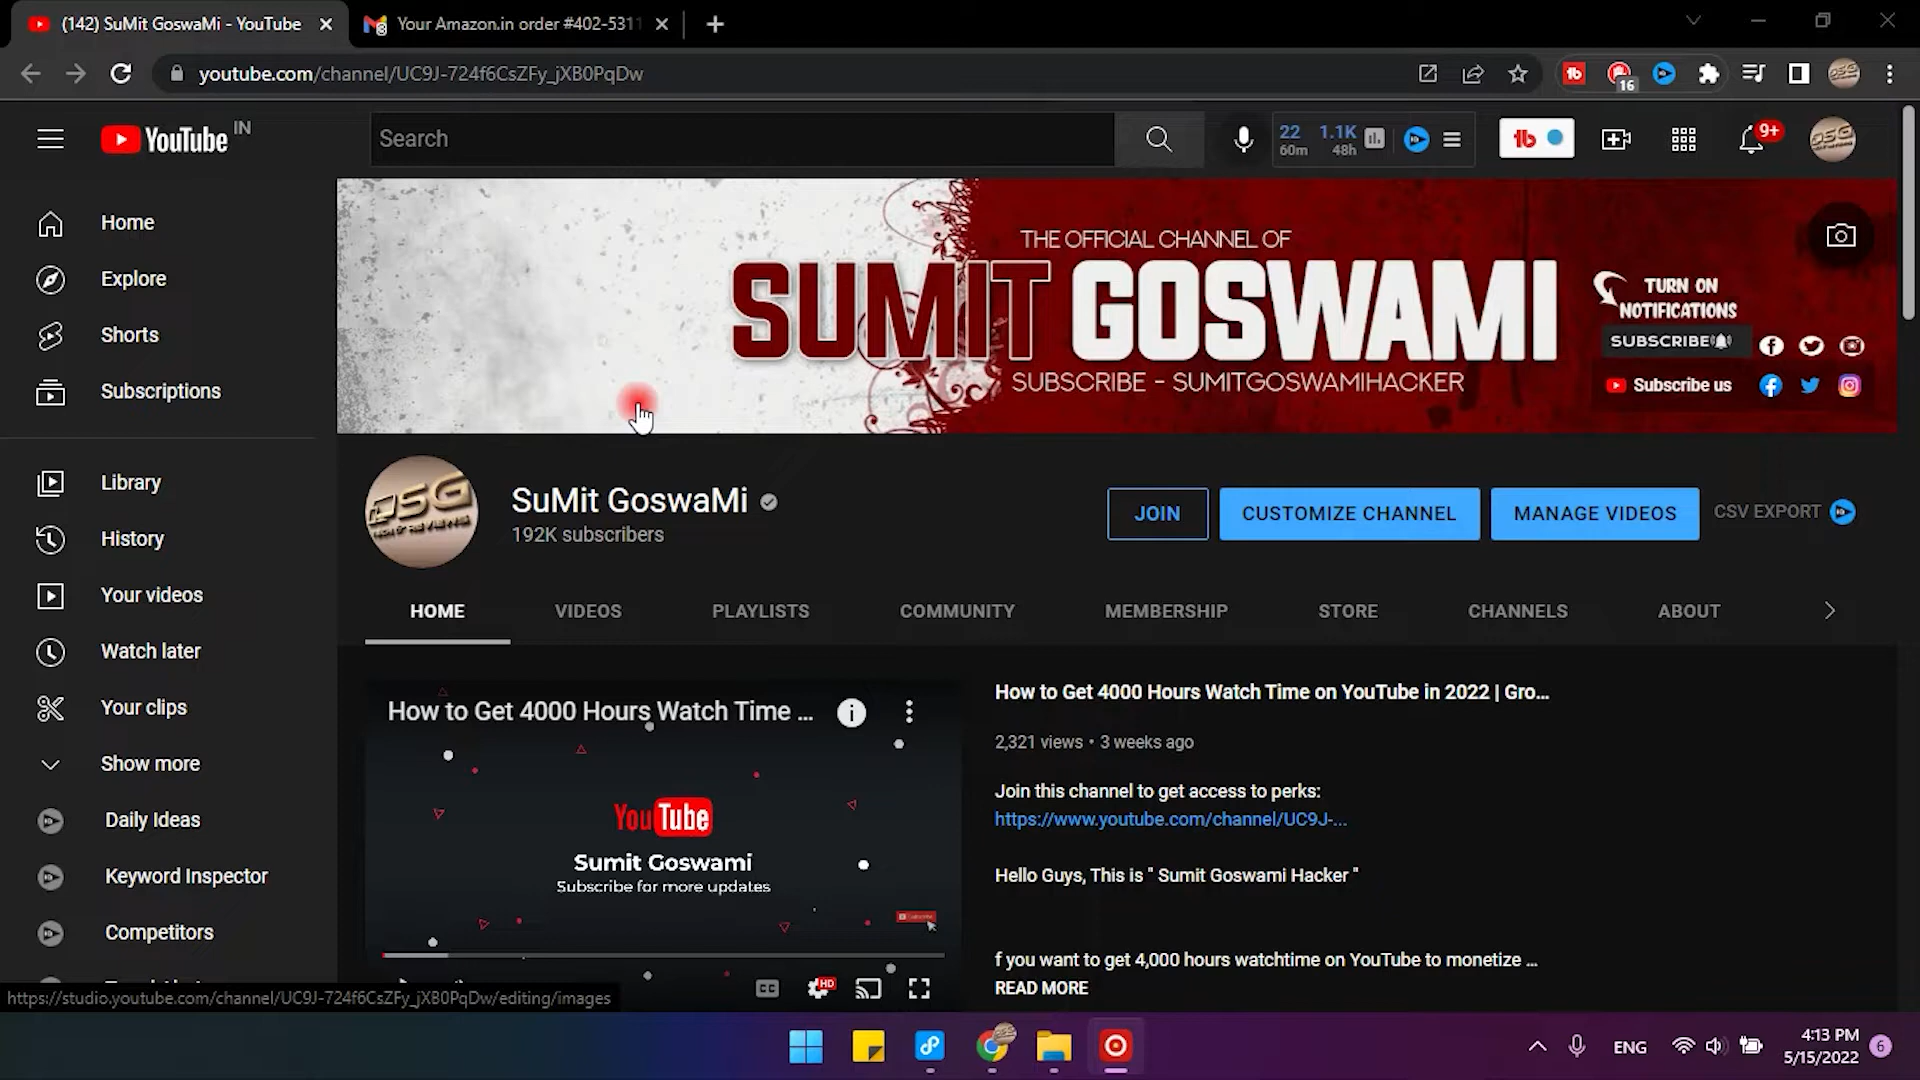 (142) SuMit GoswaMi - YouTube
Your Amazon.in order #402-5311
youtube.com/channel/UC9J-724f6CsZFy_jXB0PqDw
16
YouTube IN
Search
22 60m
1.1K 48h
9+
Home
Explore
Shorts
Subscriptions
Library
History
Your videos
Watch later
Your clips
Show more
Daily Ideas
Keyword Inspector
Competitors
THE OFFICIAL CHANNEL OF
SUMIT GOSWAMI
SUBSCRIBE - SUMITGOSWAMIHACKER
TURN ON
NOTIFICATIONS
SUBSCRIBE
Subscribe us
SuMit GoswaMi
192K subscribers
JOIN
CUSTOMIZE CHANNEL
MANAGE VIDEOS
CSV EXPORT
HOME
VIDEOS
PLAYLISTS
COMMUNITY
MEMBERSHIP
STORE
CHANNELS
ABOUT
How to Get 4000 Hours Watch Time ...
YouTube
Sumit Goswami
Subscribe for more updates
CC
HD
How to Get 4000 Hours Watch Time on YouTube in 2022 | Gro...
2,321 views • 3 weeks ago
Join this channel to get access to perks:
https://www.youtube.com/channel/UC9J-...
Hello Guys, This is " Sumit Goswami Hacker "
f you want to get 4,000 hours watchtime on YouTube to monetize ...
READ MORE
https://studio.youtube.com/channel/UC9J-724f6CsZFy_jXB0PqDw/editing/images
ENG
4:13 PM
5/15/2022
6